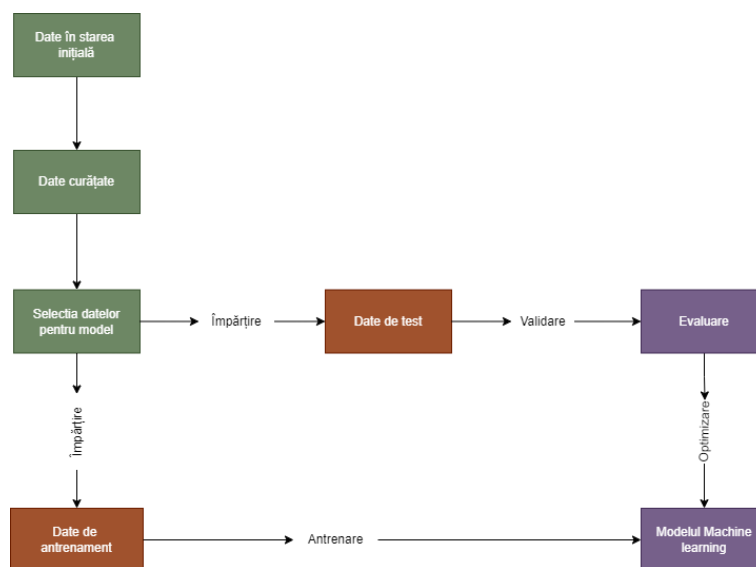 Date în starea
inițială
Date curățate
Selectia datelor
pentru model
Împărțire
Date de test
Validare
Evaluare
Împărțire
Optimizare
Date de
antrenament
Antrenare
Modelul Machine
learning